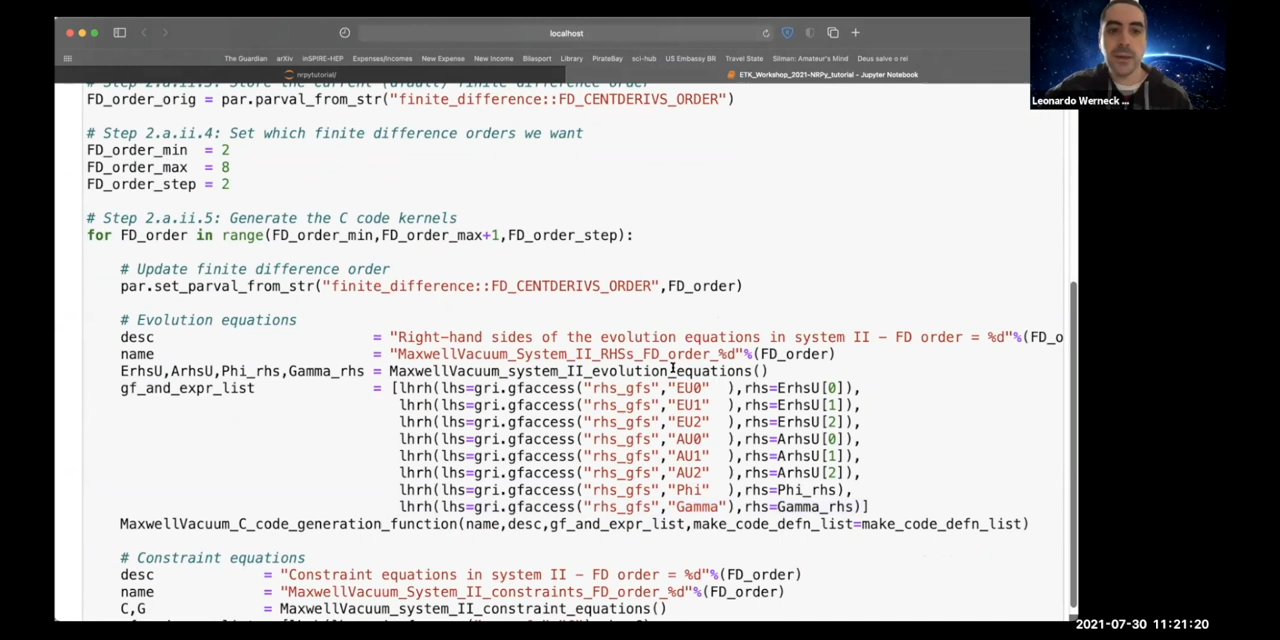 localhost
The Guardian arXiv inSPIRE-HEP Expenses/Incomes New Expense New Income Bilasport Library PirateBay sci-hub US Embassy BR Travel State Silman: Amateur's Mind Deus salve o rei
nrpytutorial/
ETK_Workshop_2021-NRPy_tutorial - Jupyter Notebook
Leonardo Werneck ...
FD_order_orig = par.parval_from_str("finite_difference::FD_CENTDERIVS_ORDER")
# Step 2.a.ii.4: Set which finite difference orders we want
FD_order_min  = 2
FD_order_max  = 8
FD_order_step = 2
# Step 2.a.ii.5: Generate the C code kernels
for FD_order in range(FD_order_min,FD_order_max+1,FD_order_step):
# Update finite difference order
par.set_parval_from_str("finite_difference::FD_CENTDERIVS_ORDER",FD_order)
# Evolution equations
desc = "Right-hand sides of the evolution equations in system II - FD order = %d"%(FD_o
name = "MaxwellVacuum_System_II_RHSs_FD_order_%d"%(FD_order)
ErhsU,ArhsU,Phi_rhs,Gamma_rhs = MaxwellVacuum_system_II_evolution_equations()
gf_and_expr_list = [lhrh(lhs=gri.gfaccess("rhs_gfs","EU0"  ),rhs=ErhsU[0]),
lhrh(lhs=gri.gfaccess("rhs_gfs","EU1"  ),rhs=ErhsU[1]),
lhrh(lhs=gri.gfaccess("rhs_gfs","EU2"  ),rhs=ErhsU[2]),
lhrh(lhs=gri.gfaccess("rhs_gfs","AU0"  ),rhs=ArhsU[0]),
lhrh(lhs=gri.gfaccess("rhs_gfs","AU1"  ),rhs=ArhsU[1]),
lhrh(lhs=gri.gfaccess("rhs_gfs","AU2"  ),rhs=ArhsU[2]),
lhrh(lhs=gri.gfaccess("rhs_gfs","Phi"  ),rhs=Phi_rhs),
lhrh(lhs=gri.gfaccess("rhs_gfs","Gamma"),rhs=Gamma_rhs)]
MaxwellVacuum_C_code_generation_function(name,desc,gf_and_expr_list,make_code_defn_list=make_code_defn_list)
# Constraint equations
desc = "Constraint equations in system II - FD order = %d"%(FD_order)
name = "MaxwellVacuum_System_II_constraints_FD_order_%d"%(FD_order)
C,G = MaxwellVacuum_system_II_constraint_equations()
2021-07-30 11:21:20